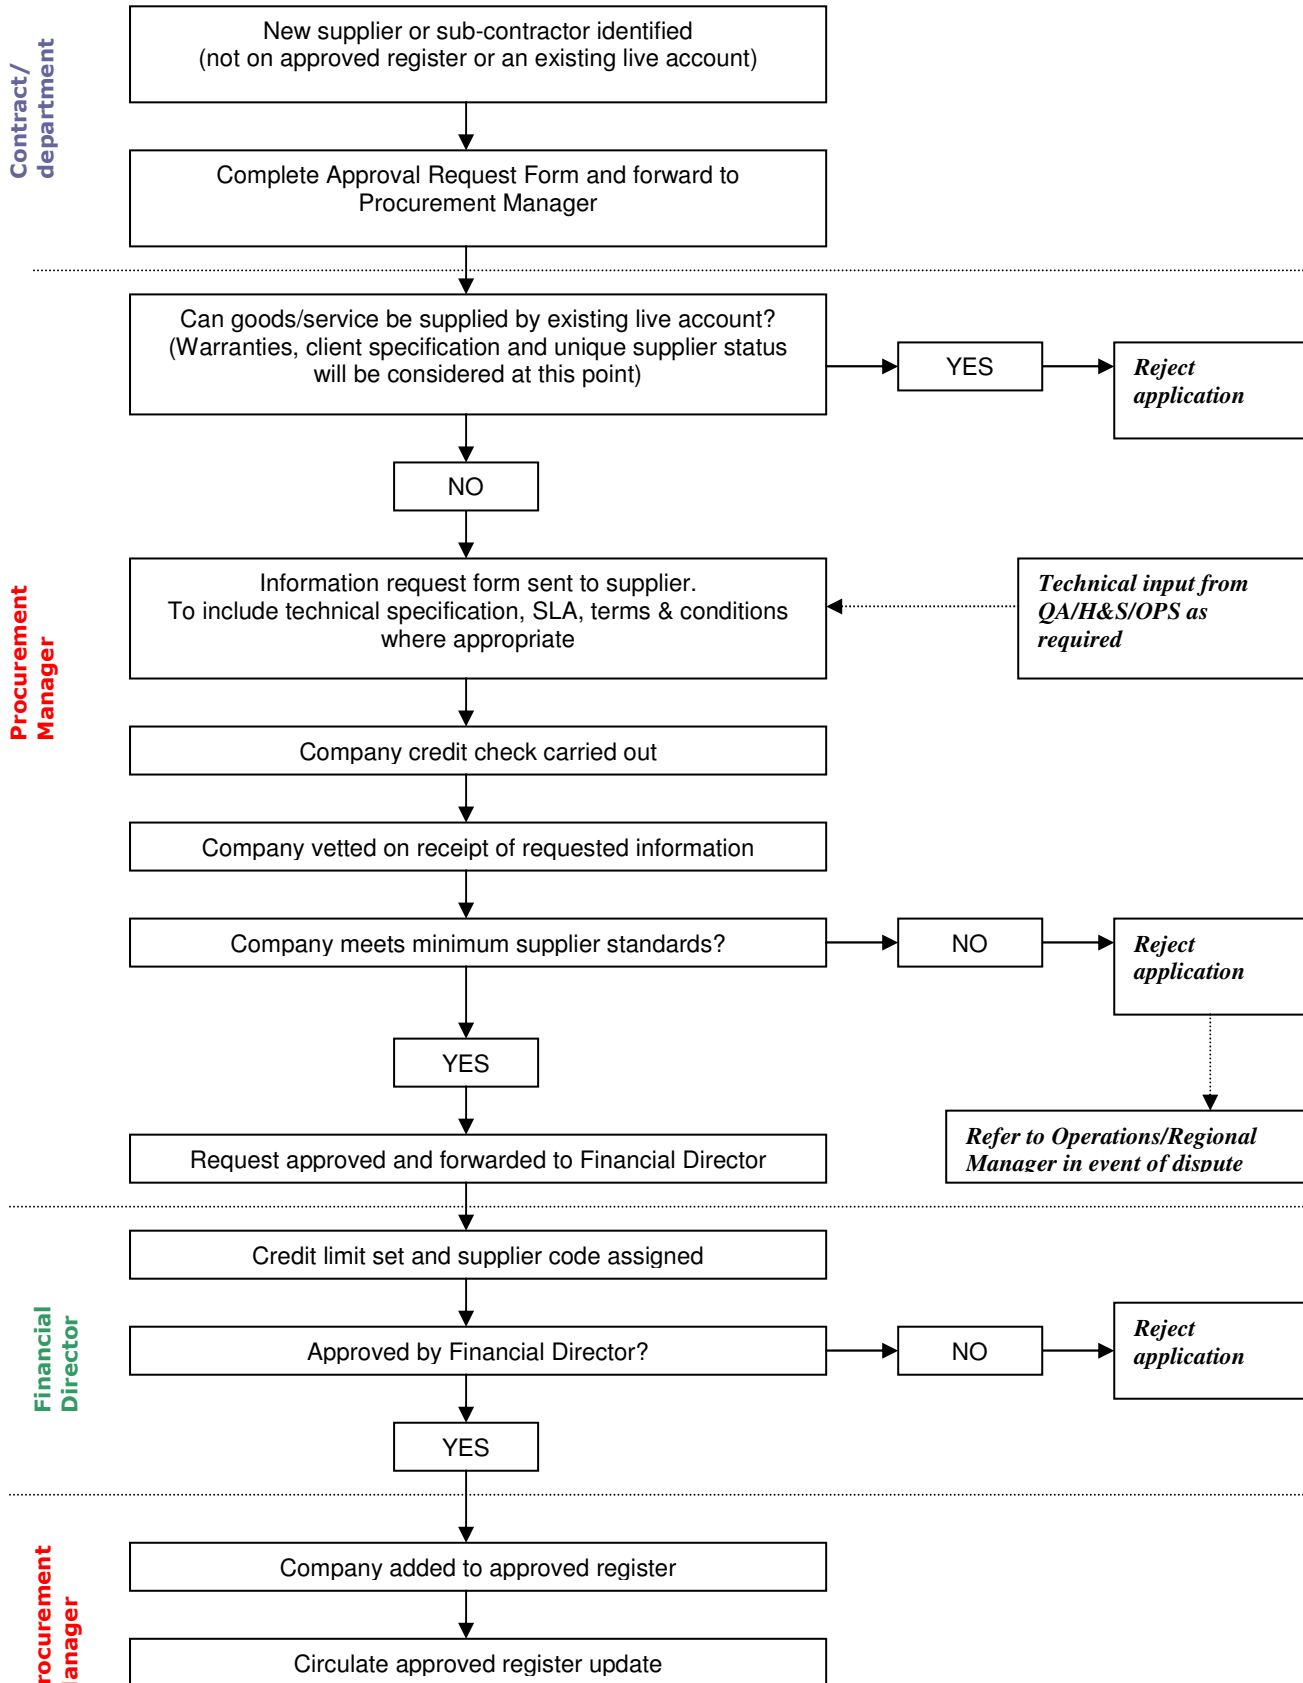 Contract/
department
New supplier or sub-contractor identified
(not on approved register or an existing live account)
Complete Approval Request Form and forward to
Procurement Manager
Procurement
Manager
Can goods/service be supplied by existing live account?
(Warranties, client specification and unique supplier status
will be considered at this point)
YES
Reject
application
NO
Information request form sent to supplier.
To include technical specification, SLA, terms & conditions
where appropriate
Technical input from
QA/H&S/OPS as
required
Company credit check carried out
Company vetted on receipt of requested information
Company meets minimum supplier standards?
NO
Reject
application
YES
Refer to Operations/Regional
Manager in event of dispute
Request approved and forwarded to Financial Director
Financial
Director
Credit limit set and supplier code assigned
Approved by Financial Director?
NO
Reject
application
YES
rocurement
anager
Company added to approved register
Circulate approved register update